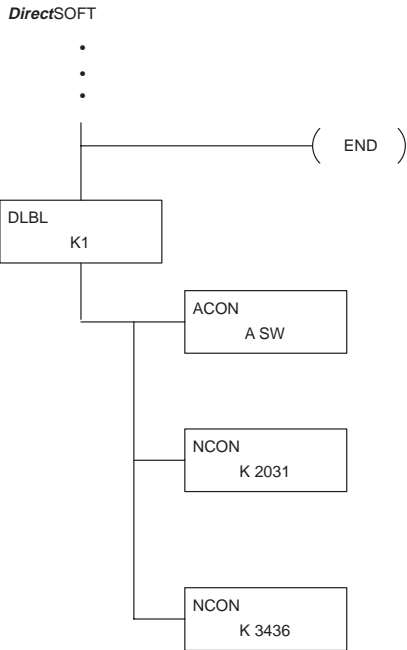 DirectSOFT
END
DLBL
K1
ACON
A SW
NCON
K 2031
NCON
K 3436